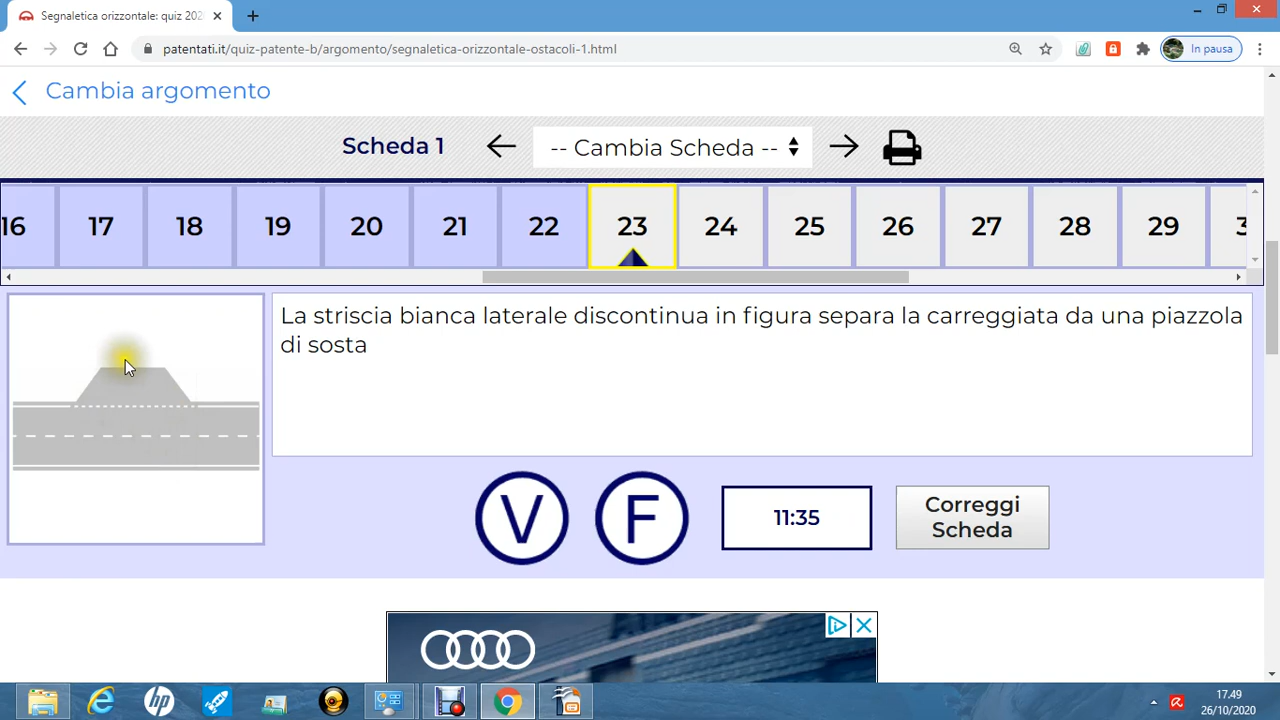 Segnaletica orizzontale: quiz 202
patentati.it/quiz-patente-b/argomento/segnaletica-orizzontale-ostacoli-1.html
In pausa
Cambia argomento
Scheda 1
-- Cambia Scheda --
16 17 18 19 20 21 22 23 24 25 26 27 28 29 3
La striscia bianca laterale discontinua in figura separa la carreggiata da una piazzola
di sosta
V F 11:35 Correggi
Scheda
hp
17.49
26/10/2020